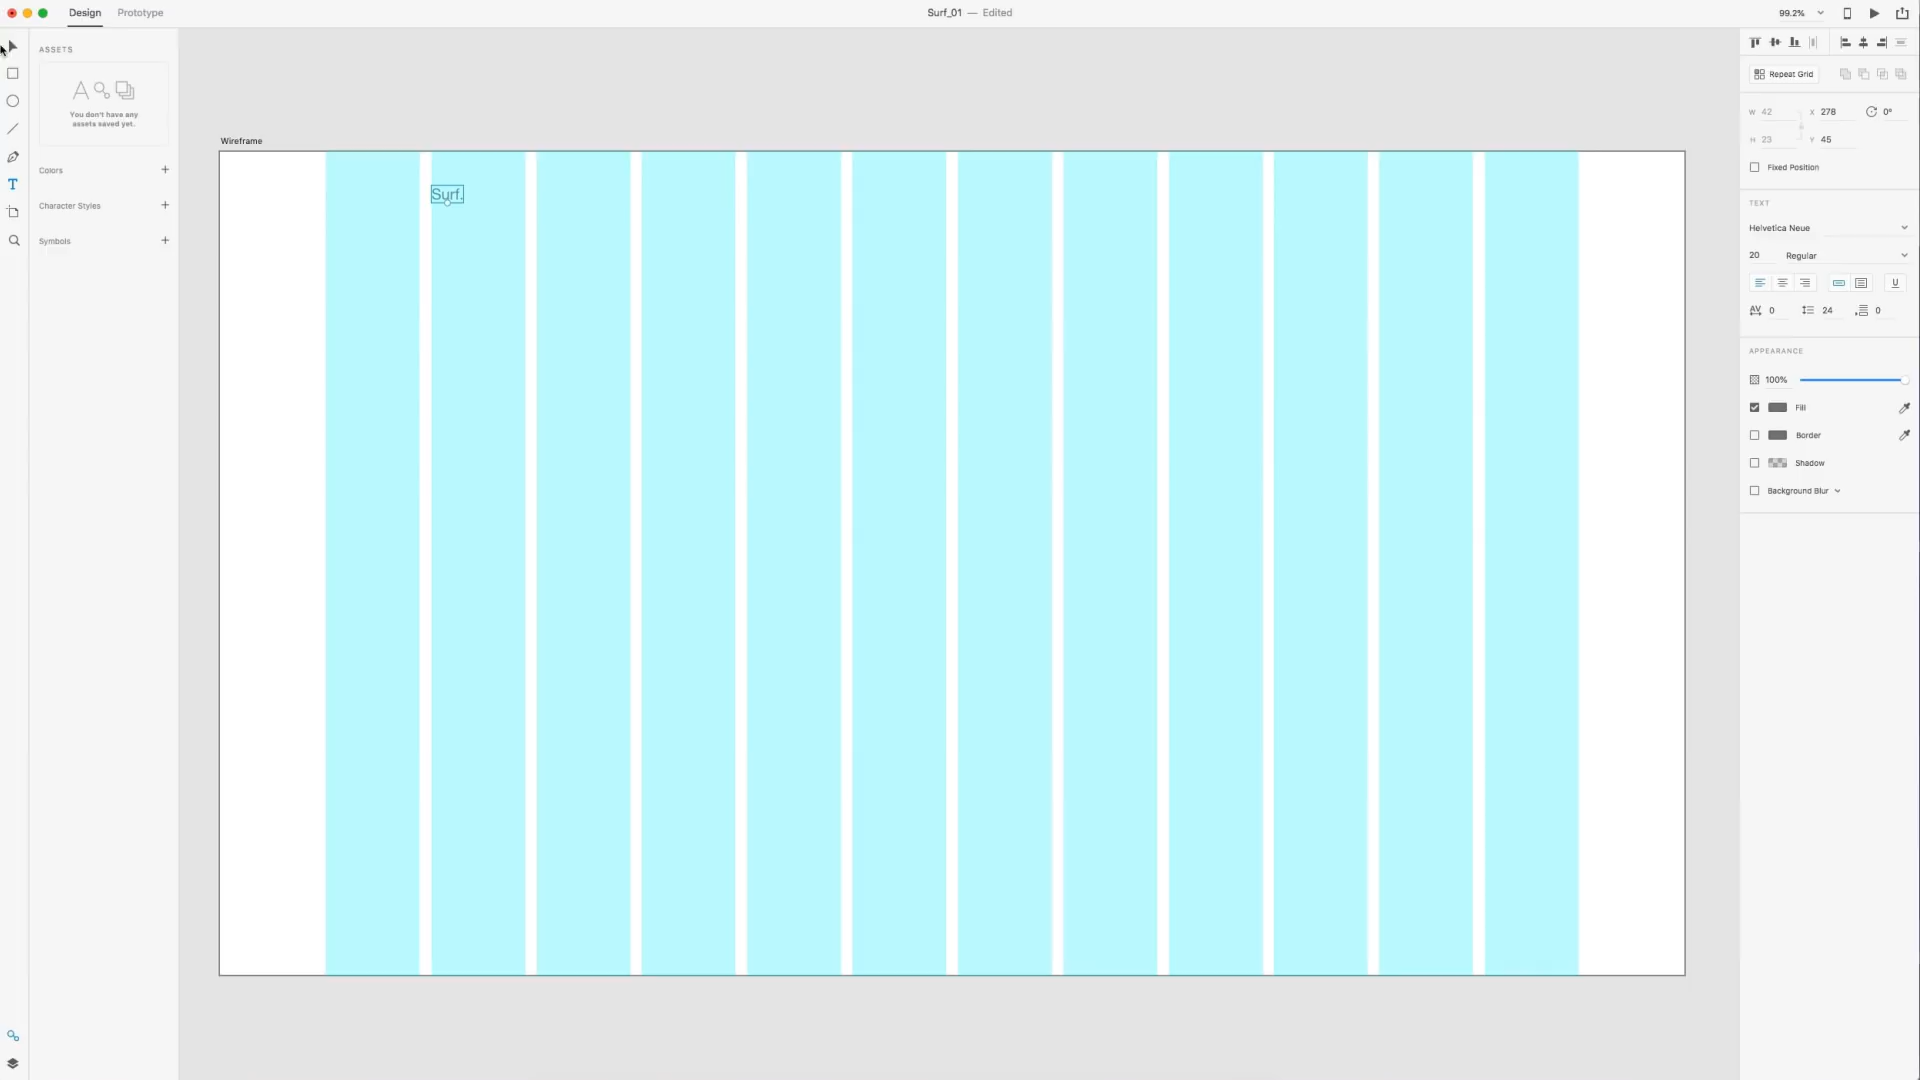 Design Prototype Surf_01 — Edited 99.2%
ASSETS
You don't have any
assets saved yet.
Colors +
Character Styles +
Symbols +
Wireframe
Surf.
Repeat Grid
W 42 X 278 0°
H 23 Y 45
Fixed Position
TEXT
Helvetica Neue
20 Regular
U
AV 0 24 0
APPEARANCE
100%
Fill
Border
Shadow
Background Blur